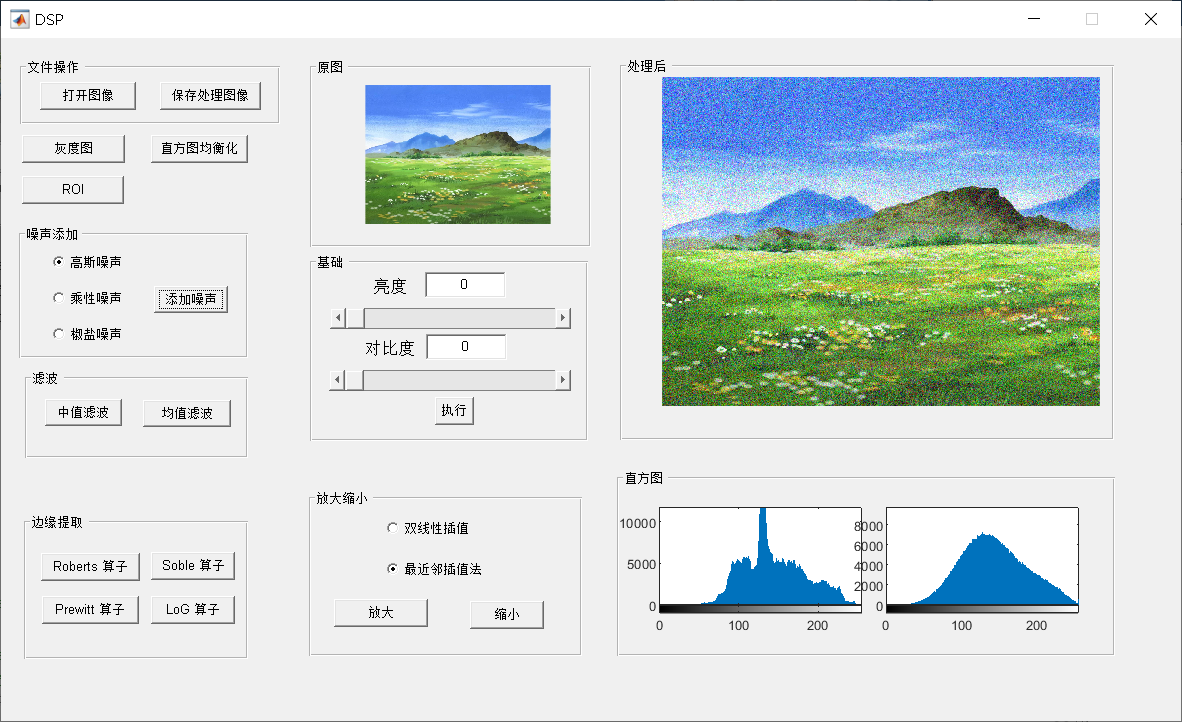 DSP
文件操作
打开图像
保存处理图像
灰度图
直方图均衡化
ROI
噪声添加
高斯噪声
乘性噪声
添加噪声
椒盐噪声
滤波
中值滤波
均值滤波
边缘提取
Roberts 算子
Soble 算子
Prewitt 算子
LoG 算子
原图
基础
亮度
0
对比度
0
执行
放大缩小
双线性插值
最近邻插值法
放大
缩小
处理后
直方图
10000
5000
0
0
100
200
8000
6000
4000
2000
0
0
100
200